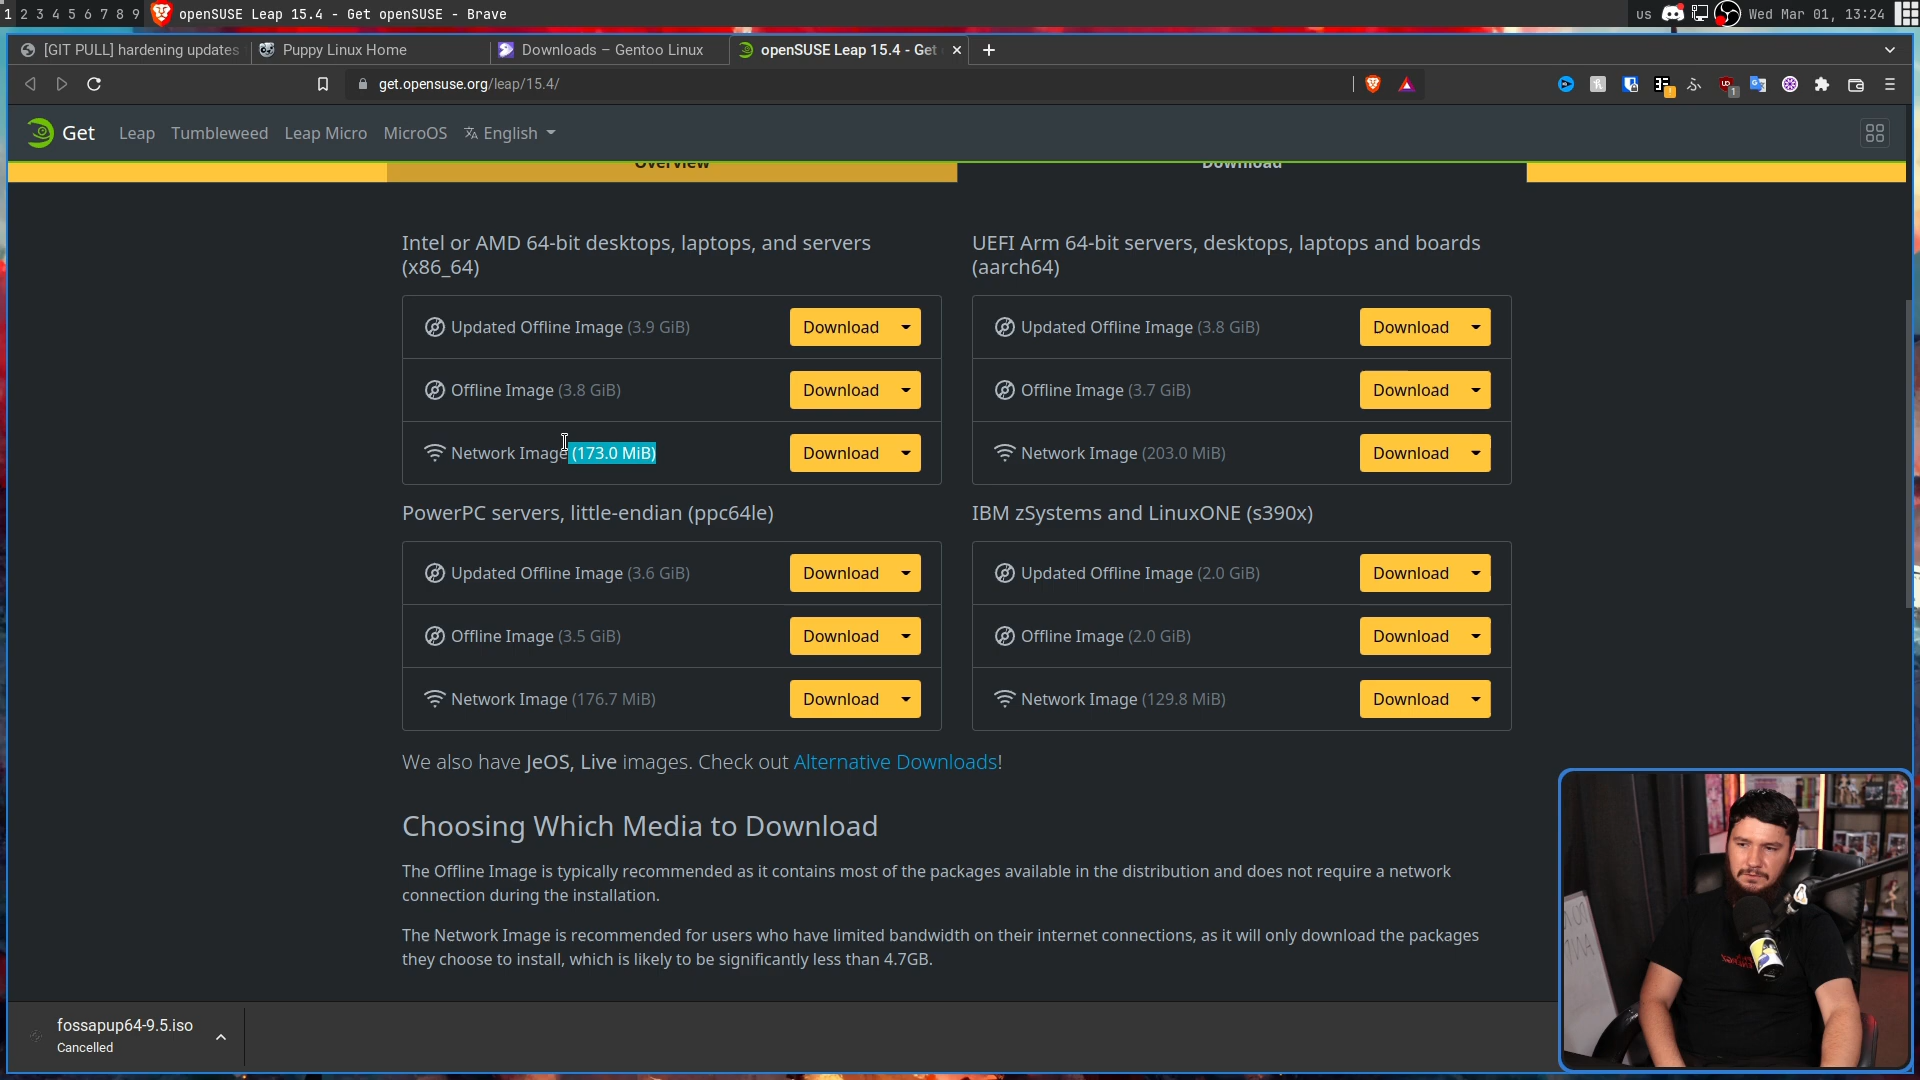 1 2 3 4 5 6 7 8 9 openSUSE Leap 15.4 - Get openSUSE - Brave us Wed Mar 01, 13:24
[GIT PULL] hardening updates Puppy Linux Home Downloads – Gentoo Linux openSUSE Leap 15.4 - Get
get.opensuse.org/leap/15.4/
Get Leap Tumbleweed Leap Micro MicroOS English
Overview Download
Intel or AMD 64-bit desktops, laptops, and servers
(x86_64)
Updated Offline Image (3.9 GiB) Download
Offline Image (3.8 GiB) Download
Network Image (173.0 MiB) Download
UEFI Arm 64-bit servers, desktops, laptops and boards
(aarch64)
Updated Offline Image (3.8 GiB) Download
Offline Image (3.7 GiB) Download
Network Image (203.0 MiB) Download
PowerPC servers, little-endian (ppc64le)
Updated Offline Image (3.6 GiB) Download
Offline Image (3.5 GiB) Download
Network Image (176.7 MiB) Download
IBM zSystems and LinuxONE (s390x)
Updated Offline Image (2.0 GiB) Download
Offline Image (2.0 GiB) Download
Network Image (129.8 MiB) Download
We also have JeOS, Live images. Check out Alternative Downloads!
Choosing Which Media to Download
The Offline Image is typically recommended as it contains most of the packages available in the distribution and does not require a network
connection during the installation.
The Network Image is recommended for users who have limited bandwidth on their internet connections, as it will only download the packages
they choose to install, which is likely to be significantly less than 4.7GB.
fossapup64-9.5.iso
Cancelled